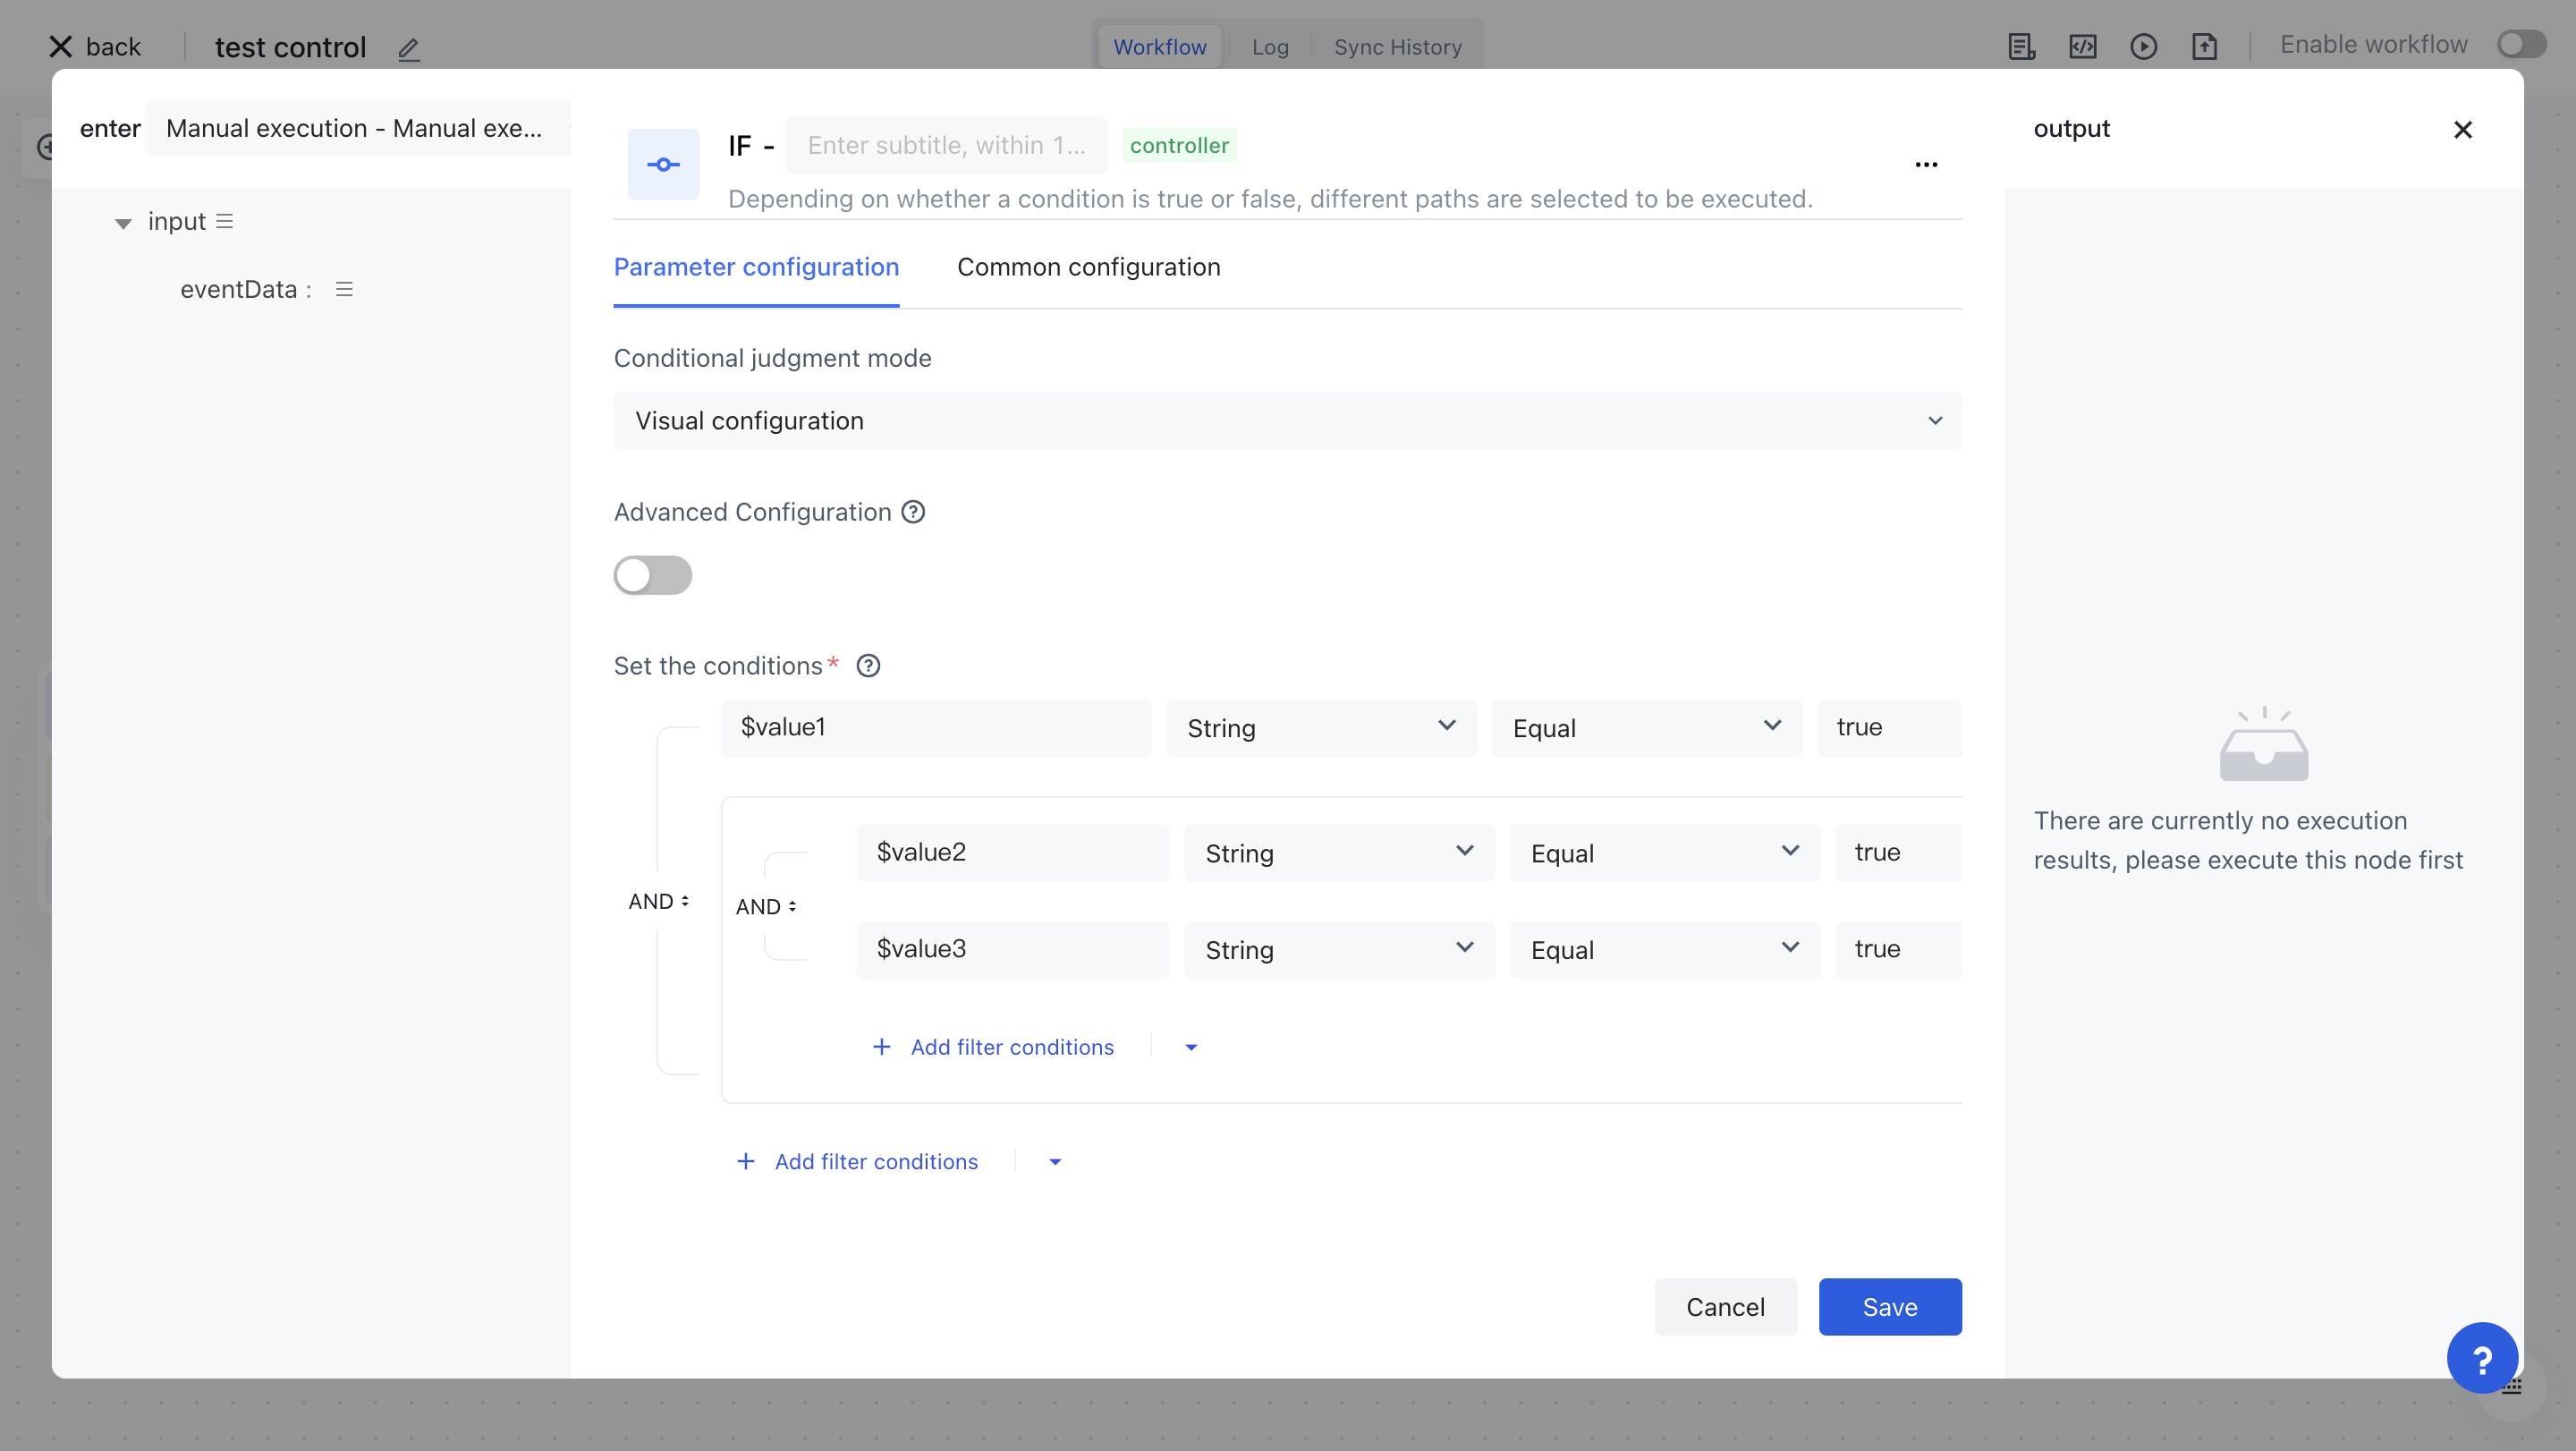 back
test control
Workflow
Log
Sync History
Enable workflow
enter
Manual execution - Manual exe...
input
eventData :
IF -
Enter subtitle, within 1...
controller
Depending on whether a condition is true or false, different paths are selected to be executed.
Parameter configuration
Common configuration
Conditional judgment mode
Visual configuration
Advanced Configuration
Set the conditions*
$value1
String
Equal
true
AND
AND
$value2
String
Equal
true
$value3
String
Equal
true
+ Add filter conditions
+ Add filter conditions
Cancel
Save
output
There are currently no execution
results, please execute this node first
?